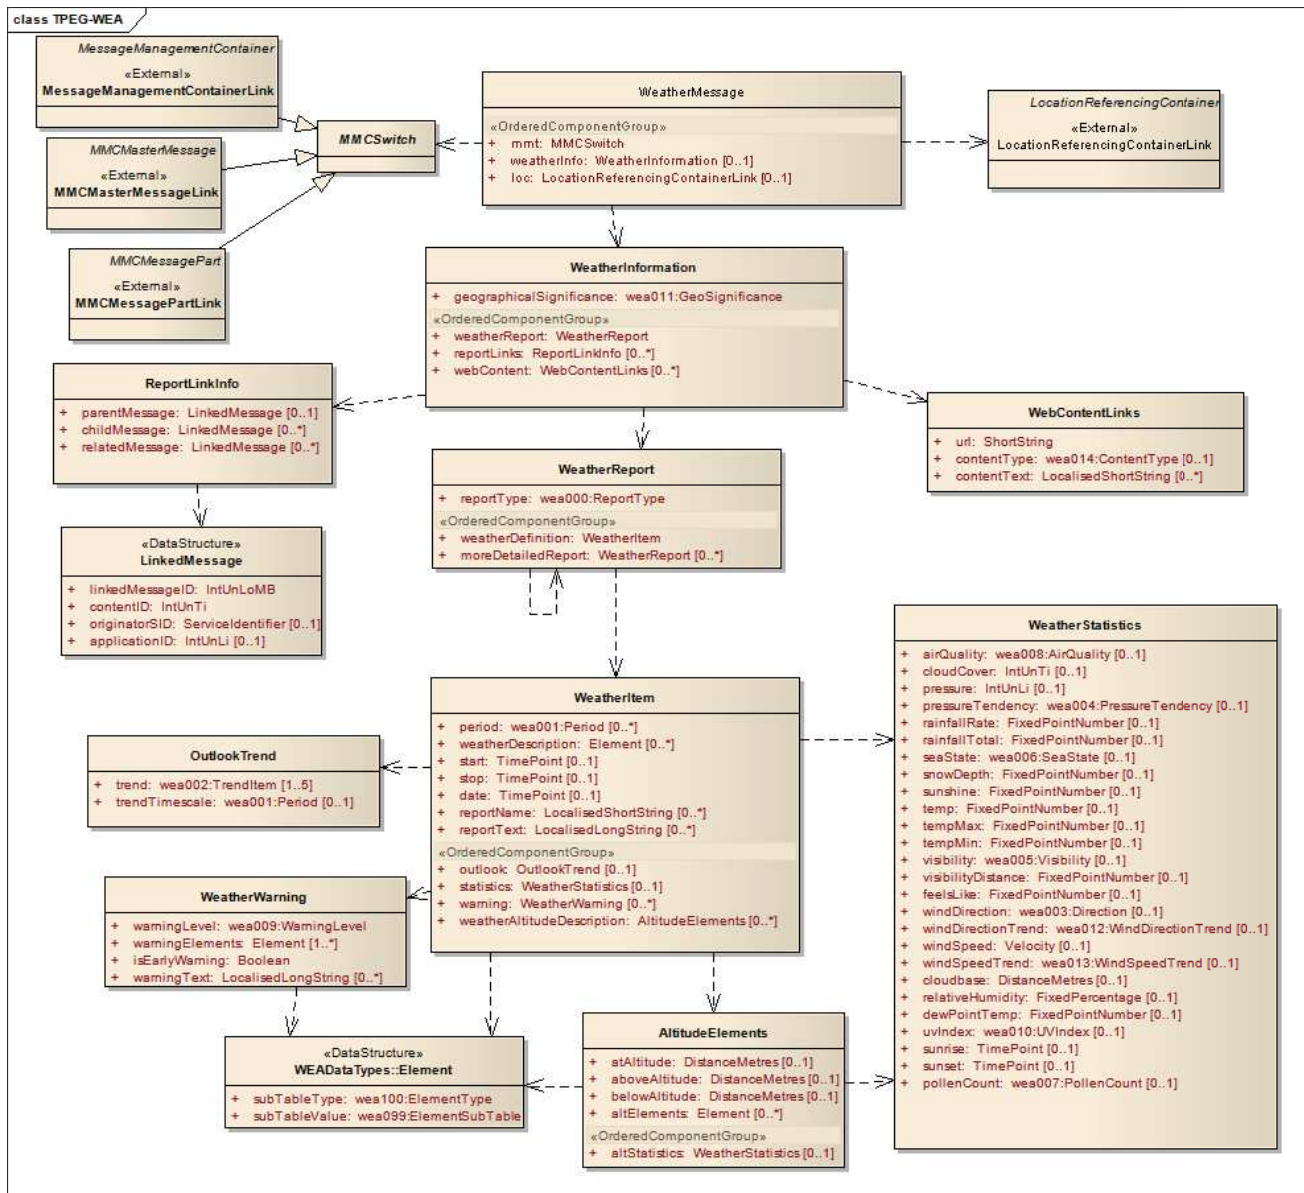 class TPEG-WEA
MessageManagementContainer
«External»
MessageManagementContainerLink
MMCMasterMessage
«External»
MMCMasterMessageLink
MMCMessagePart
«External»
MMCMessagePartLink
MMCSwitch
WeatherMessage
«OrderedComponentGroup»
+ mmt: MMCSwitch
+ weatherInfo: WeatherInformation [0..1]
+ loc: LocationReferencingContainerLink [0..1]
LocationReferencingContainer
«External»
LocationReferencingContainerLink
WeatherInformation
+ geographicalSignificance: wea011:GeoSignificance
«OrderedComponentGroup»
+ weatherReport: WeatherReport
+ reportLinks: ReportLinkInfo [0..*]
+ webContent: WebContentLinks [0..*]
ReportLinkInfo
+ parentMessage: LinkedMessage [0..1]
+ childMessage: LinkedMessage [0..*]
+ relatedMessage: LinkedMessage [0..*]
WebContentLinks
+ url: ShortString
+ contentType: wea014:ContentType [0..1]
+ contentText: LocalisedShortString [0..*]
WeatherReport
+ reportType: wea000:ReportType
«OrderedComponentGroup»
+ weatherDefinition: WeatherItem
+ moreDetailedReport: WeatherReport [0..*]
«DataStructure»
LinkedMessage
+ linkedMessageID: IntUnLoMB
+ contentID: IntUnTi
+ originatorSID: ServiceIdentifier [0..1]
+ applicationID: IntUnLi [0..1]
WeatherStatistics
+ airQuality: wea008:AirQuality [0..1]
+ cloudCover: IntUnTi [0..1]
+ pressure: IntUnLi [0..1]
+ pressureTendency: wea004:PressureTendency [0..1]
+ rainfallRate: FixedPointNumber [0..1]
+ rainfallTotal: FixedPointNumber [0..1]
+ seaState: wea006:SeaState [0..1]
+ snowDepth: FixedPointNumber [0..1]
+ sunshine: FixedPointNumber [0..1]
+ temp: FixedPointNumber [0..1]
+ tempMax: FixedPointNumber [0..1]
+ tempMin: FixedPointNumber [0..1]
+ visibility: wea005:Visibility [0..1]
+ visibilityDistance: FixedPointNumber [0..1]
+ feelsLike: FixedPointNumber [0..1]
+ windDirection: wea003:Direction [0..1]
+ windDirectionTrend: wea012:WindDirectionTrend [0..1]
+ windSpeed: Velocity [0..1]
+ windSpeedTrend: wea013:WindSpeedTrend [0..1]
+ cloudbase: DistanceMetres [0..1]
+ relativeHumidity: FixedPercentage [0..1]
+ dewPointTemp: FixedPointNumber [0..1]
+ uvIndex: wea010:UVIndex [0..1]
+ sunrise: TimePoint [0..1]
+ sunset: TimePoint [0..1]
+ pollenCount: wea007:PollenCount [0..1]
WeatherItem
+ period: wea001:Period [0..*]
+ weatherDescription: Element [0..*]
+ start: TimePoint [0..1]
+ stop: TimePoint [0..1]
+ date: TimePoint [0..1]
+ reportName: LocalisedShortString [0..*]
+ reportText: LocalisedLongString [0..*]
«OrderedComponentGroup»
+ outlook: OutlookTrend [0..1]
+ statistics: WeatherStatistics [0..1]
+ warning: WeatherWarning [0..*]
+ weatherAltitudeDescription: AltitudeElements [0..*]
OutlookTrend
+ trend: wea002:TrendItem [1..5]
+ trendTimescale: wea001:Period [0..1]
WeatherWarning
+ warningLevel: wea009:WarningLevel
+ warningElements: Element [1..*]
+ isEarlyWarning: Boolean
+ warningText: LocalisedLongString [0..*]
«DataStructure»
WEADataTypes::Element
+ subTableType: wea100:ElementType
+ subTableValue: wea099:ElementSubTable
AltitudeElements
+ atAltitude: DistanceMetres [0..1]
+ aboveAltitude: DistanceMetres [0..1]
+ belowAltitude: DistanceMetres [0..1]
+ altElements: Element [0..*]
«OrderedComponentGroup»
+ altStatistics: WeatherStatistics [0..1]